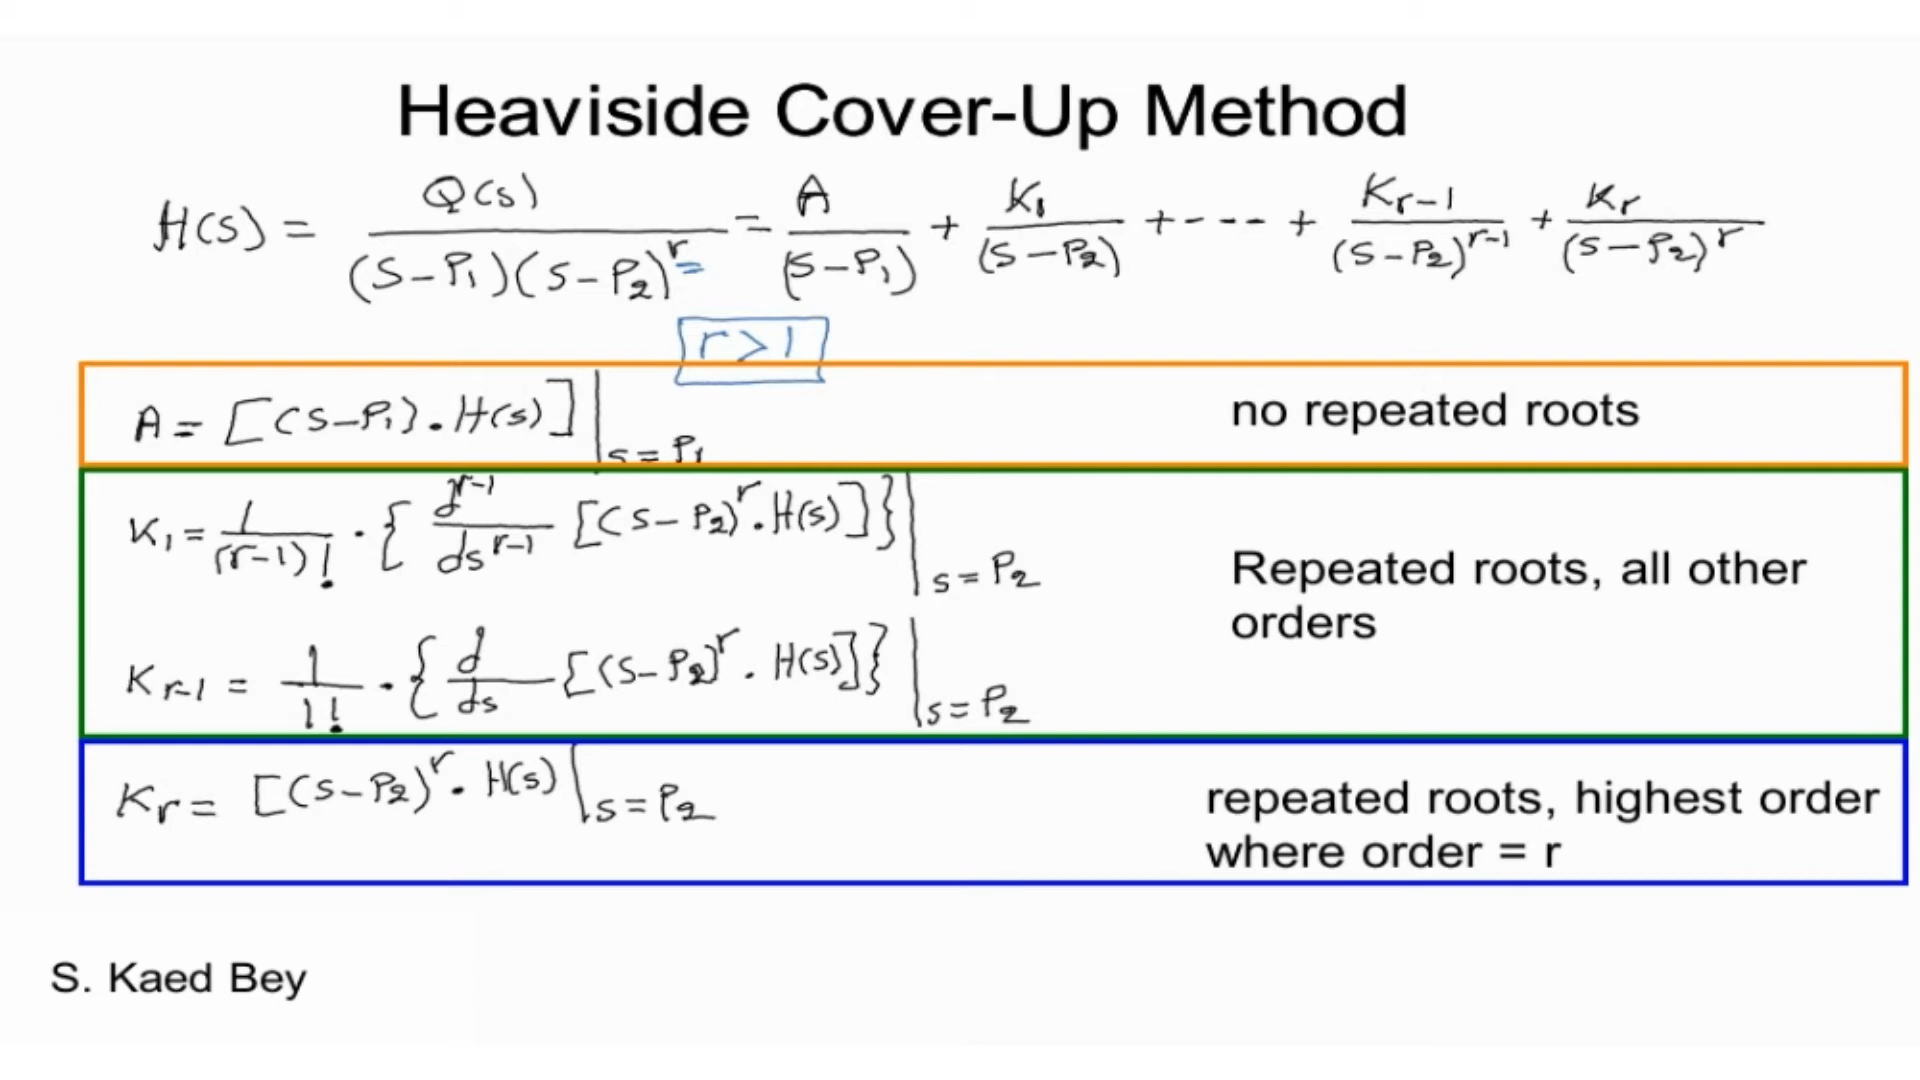 Heaviside Cover-Up Method
H(s) = Q(s) / (S-P₁)(S-P₂)^r = A/(S-P₁) + K₁/(S-P₂) + ---- + K_{r-1}/(S-P₂)^{r-1} + K_r/(S-P₂)^r
r > 1
A = [(S-P₁).H(s)]|_{s=P₁} no repeated roots
K₁ = 1/(r-1)! · {d^{r-1}/ds^{r-1} [(S-P₂)^r.H(s)]}|_{s=P₂} Repeated roots, all other
orders
K_{r-1} = 1/1! · {d/ds [(S-P₂)^r . H(s)]}|_{s=P₂}
K_r = [(S-P₂)^r. H(s)|_{s=P₂} repeated roots, highest order
where order = r
S. Kaed Bey